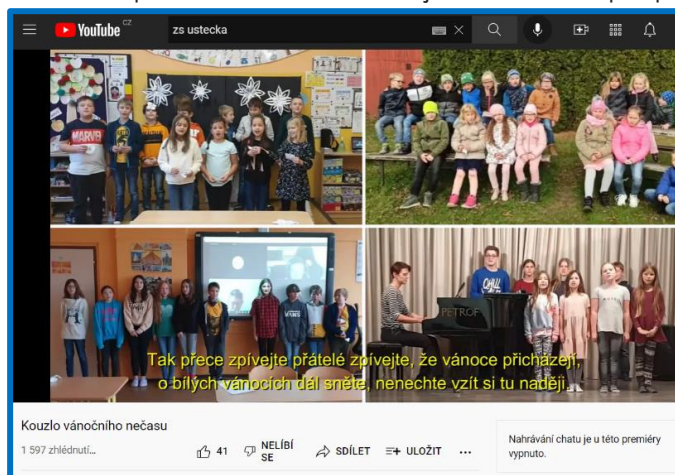 YouTube CZ
zs ustecka
MARVEL
PETROF
Tak přece zpívejte přátelé zpívejte, že vánoce přicházejí,
o bílých vánocích dál sněte, nenechte vzít si tu naději.
Kouzlo vánočního nečasu
1 597 zhlédnutí...
41
NELÍBÍ
SE
SDÍLET
ULOŽIT
Nahrávání chatu je u této premiéry
vypnuto.